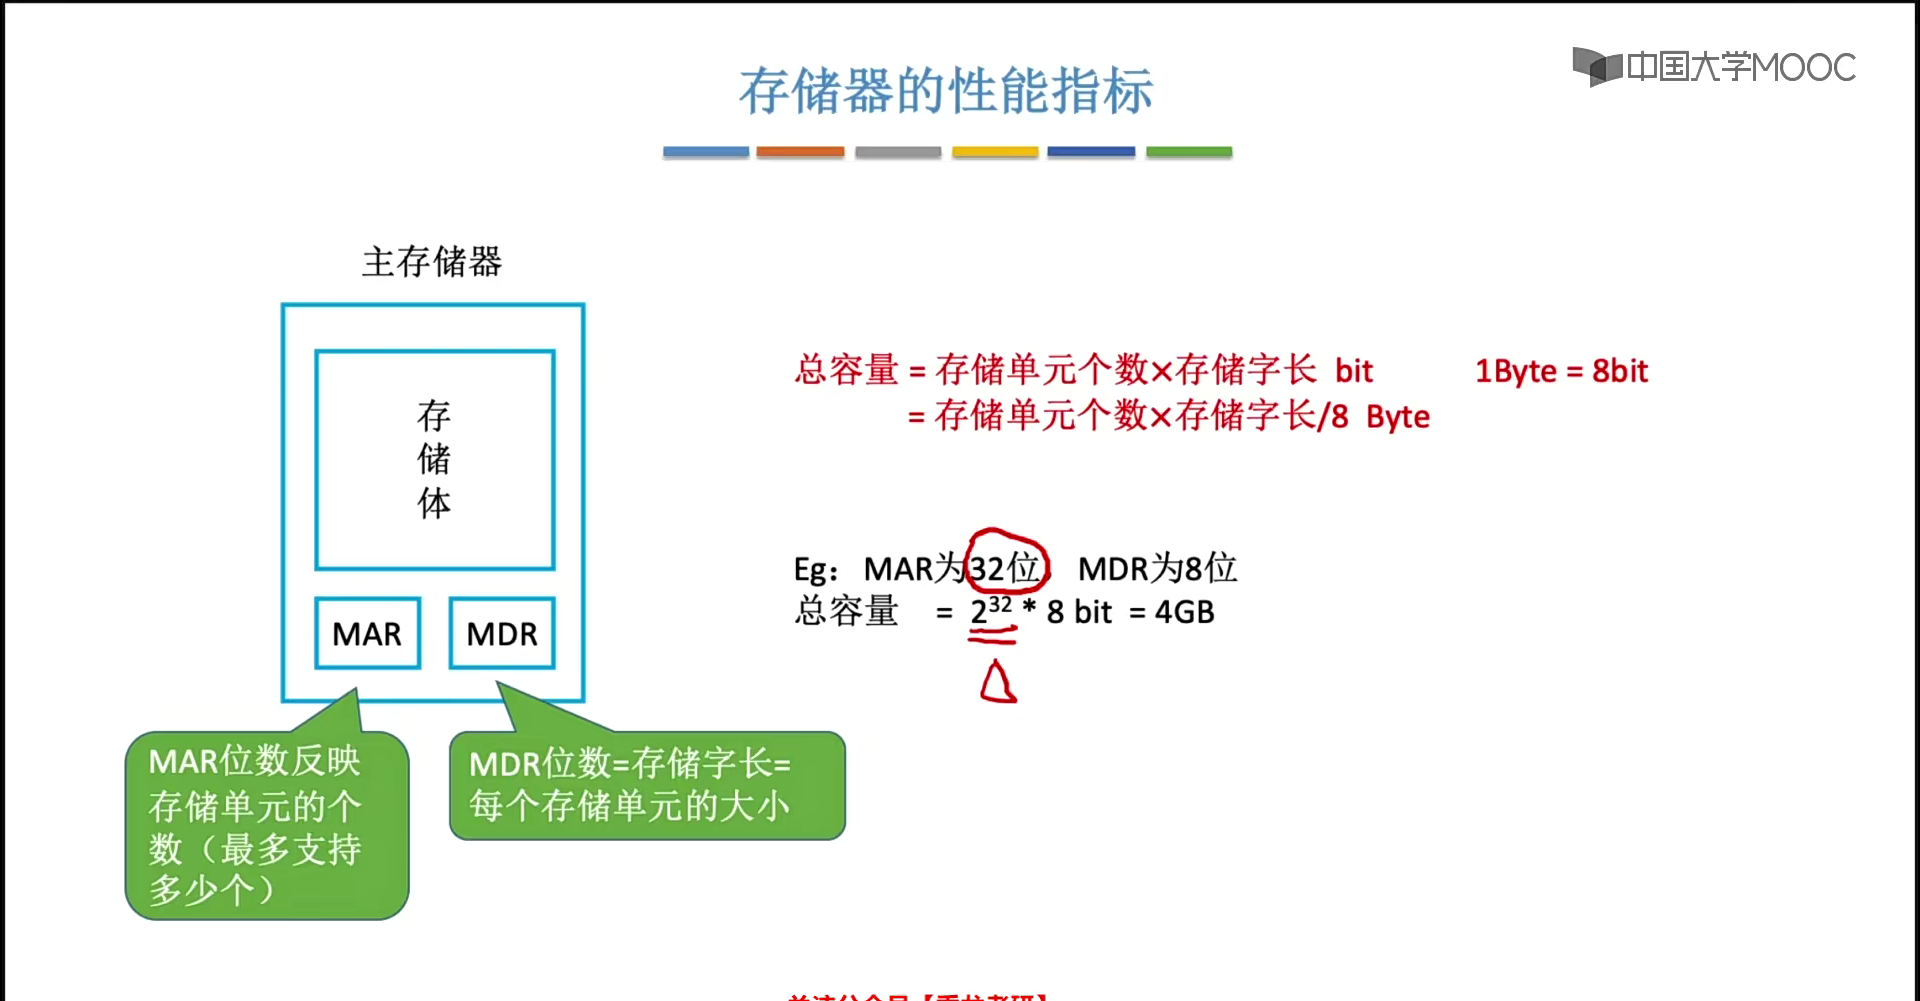 中国大学MOOC
存储器的性能指标
主存储器
存
储
体
MAR
MDR
MAR位数反映
存储单元的个
数（最多支持
多少个）
MDR位数=存储字长=
每个存储单元的大小
总容量 = 存储单元个数×存储字长 bit 1Byte = 8bit
= 存储单元个数×存储字长/8 Byte
Eg： MAR为32位， MDR为8位
总容量 = 2³² * 8 bit = 4GB